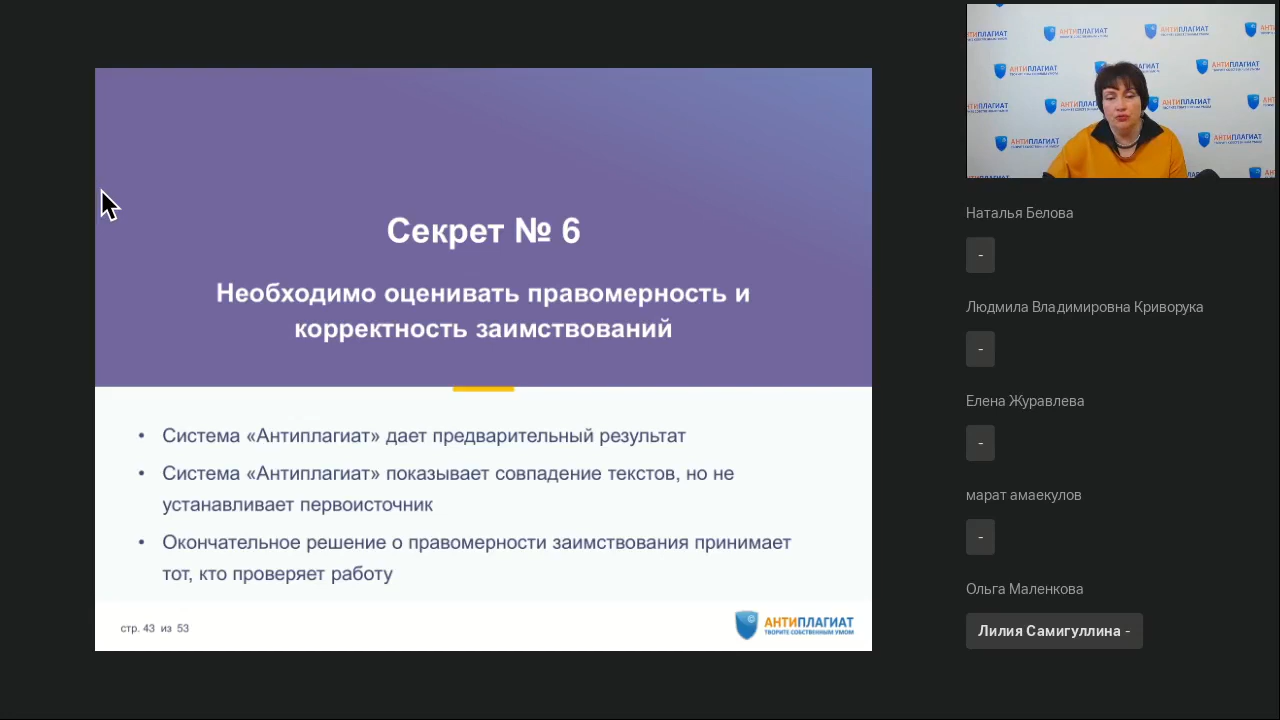 Секрет № 6
Необходимо оценивать правомерность и
корректность заимствований
• Система «Антиплагиат» дает предварительный результат
• Система «Антиплагиат» показывает совпадение текстов, но не
устанавливает первоисточник
• Окончательное решение о правомерности заимствования принимает
тот, кто проверяет работу
стр. 43 из 53
АНТИПЛАГИАТ
ТВОРИТЕ СОБСТВЕННЫМ УМОМ
АНТИПЛАГИАТ
Наталья Белова
-
Людмила Владимировна Криворука
-
Елена Журавлева
-
марат амаекулов
-
Ольга Маленкова
Лилия Самигуллина -